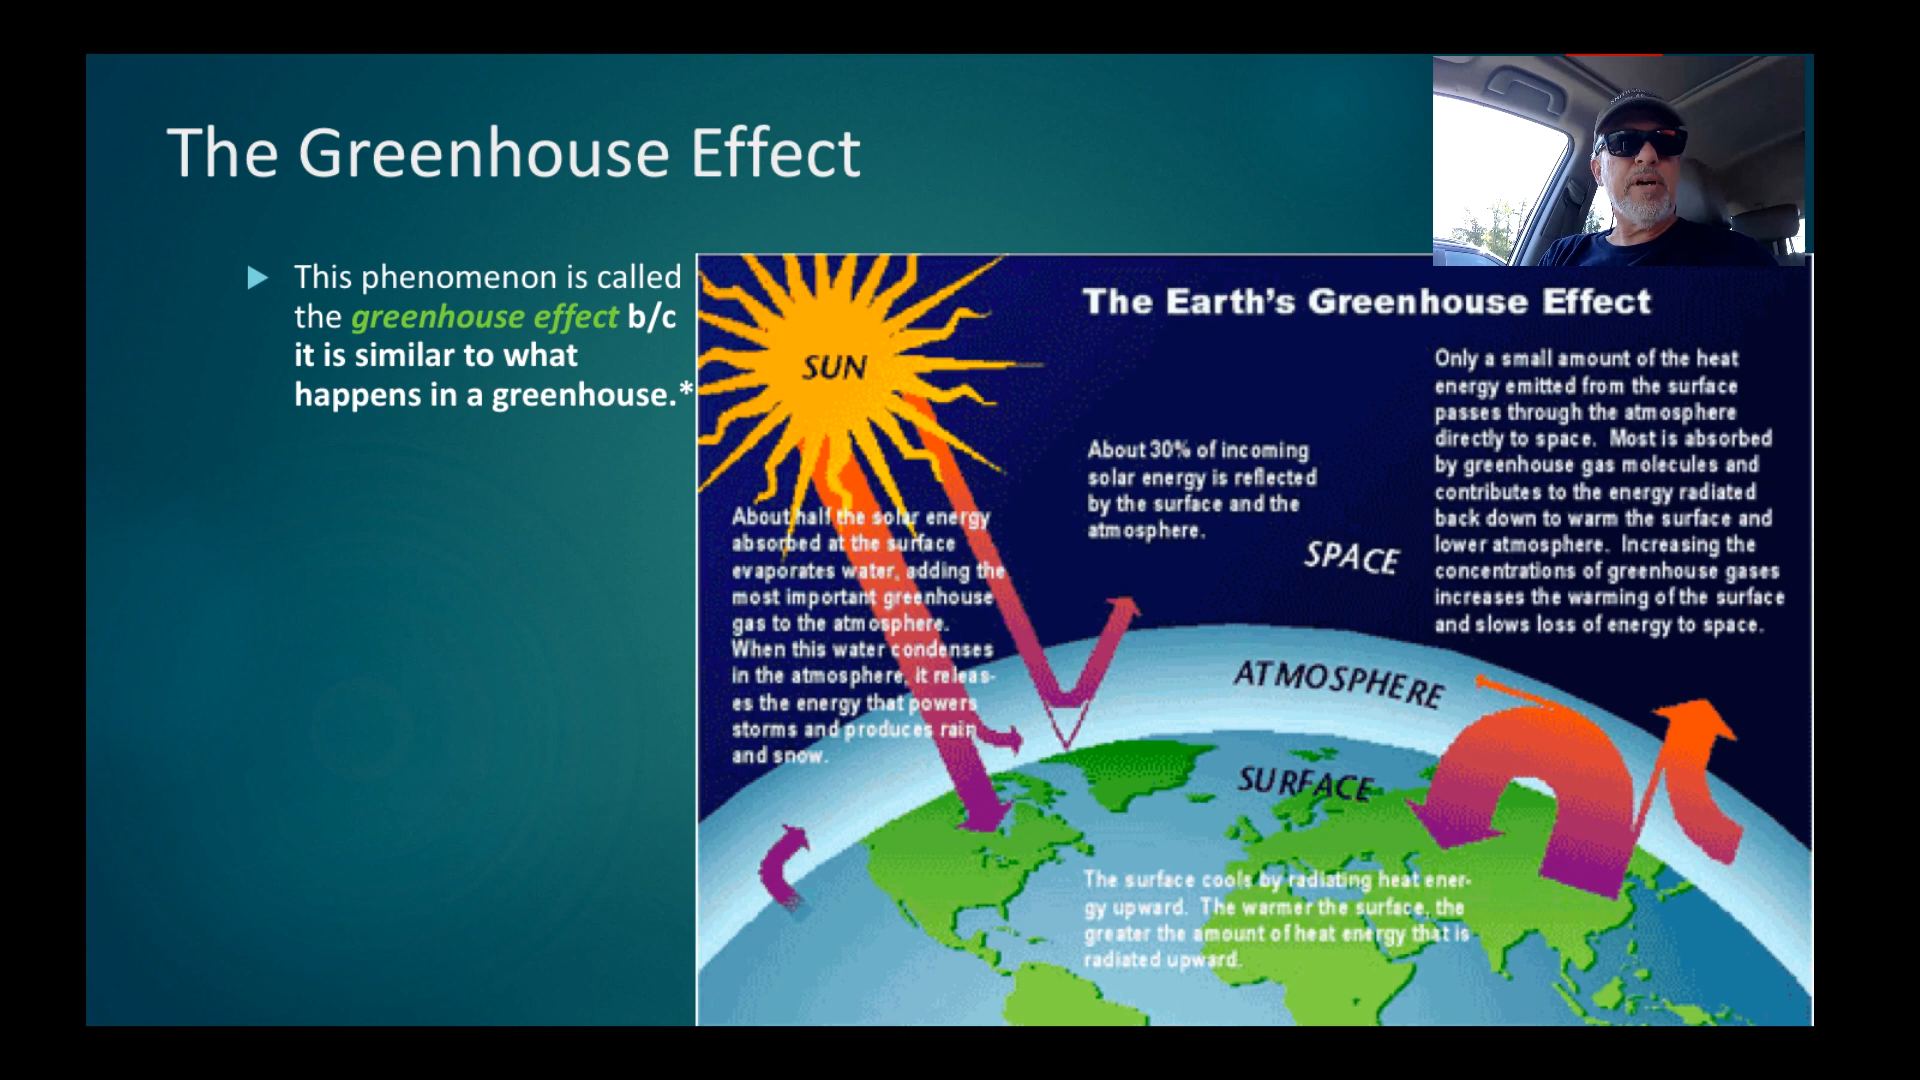 The Greenhouse Effect
This phenomenon is called
the greenhouse effect b/c
it is similar to what
happens in a greenhouse.*
The Earth's Greenhouse Effect
SUN
Only a small amount of the heat
energy emitted from the surface
passes through the atmosphere
directly to space. Most is absorbed
by greenhouse gas molecules and
contributes to the energy radiated
back down to warm the surface and
lower atmosphere. Increasing the
concentrations of greenhouse gases
increases the warming of the surface
and slows loss of energy to space.
About 30% of incoming
solar energy is reflected
by the surface and the
atmosphere.
SPACE
About half the solar energy
absorbed at the surface
evaporates water, adding the
most important greenhouse
gas to the atmosphere.
When this water condenses
in the atmosphere, it releas-
es the energy that powers
storms and produces rain
and snow.
ATMOSPHERE
SURFACE
The surface cools by radiating heat ener-
gy upward. The warmer the surface, the
greater the amount of heat energy that is
radiated upward.